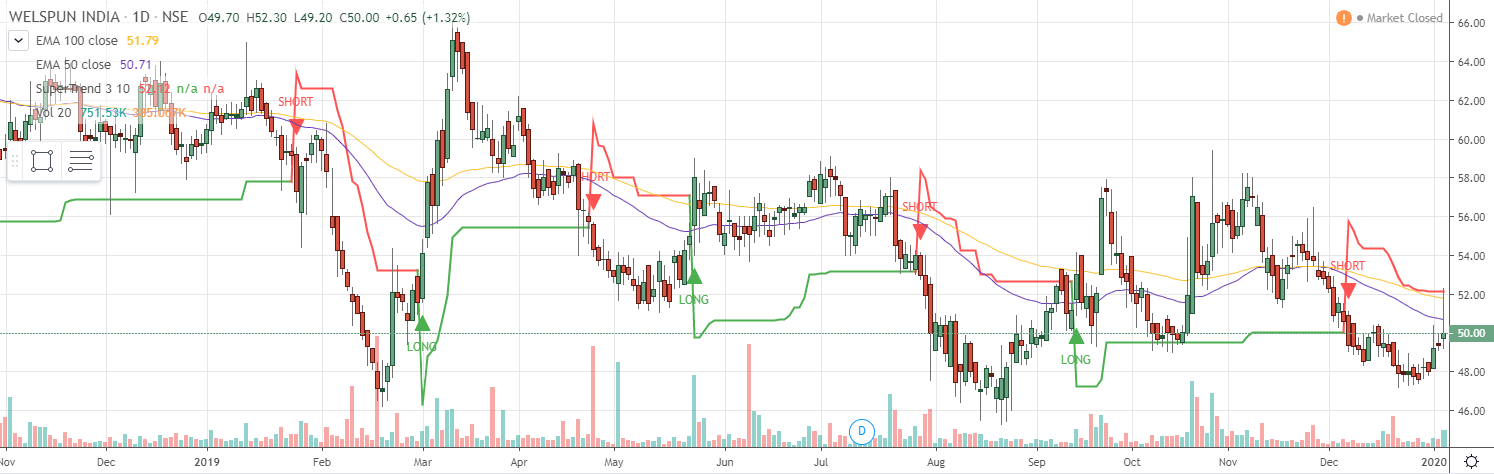 WELSPUN INDIA · 1D · NSE O49.70 H52.30 L49.20 C50.00 +0.65 (+1.32%)
Market Closed
EMA 100 close 51.79
EMA 50 close 50.71
SuperTrend 3 10 52.12 n/a n/a
Vol 20 751.53K
66.00
64.00
62.00
60.00
58.00
56.00
54.00
52.00
50.00
48.00
46.00
SHORT
SHORT
SHORT
SHORT
LONG
LONG
LONG
D
Nov Dec 2019 Feb Mar Apr May Jun Jul Aug Sep Oct Nov Dec 2020